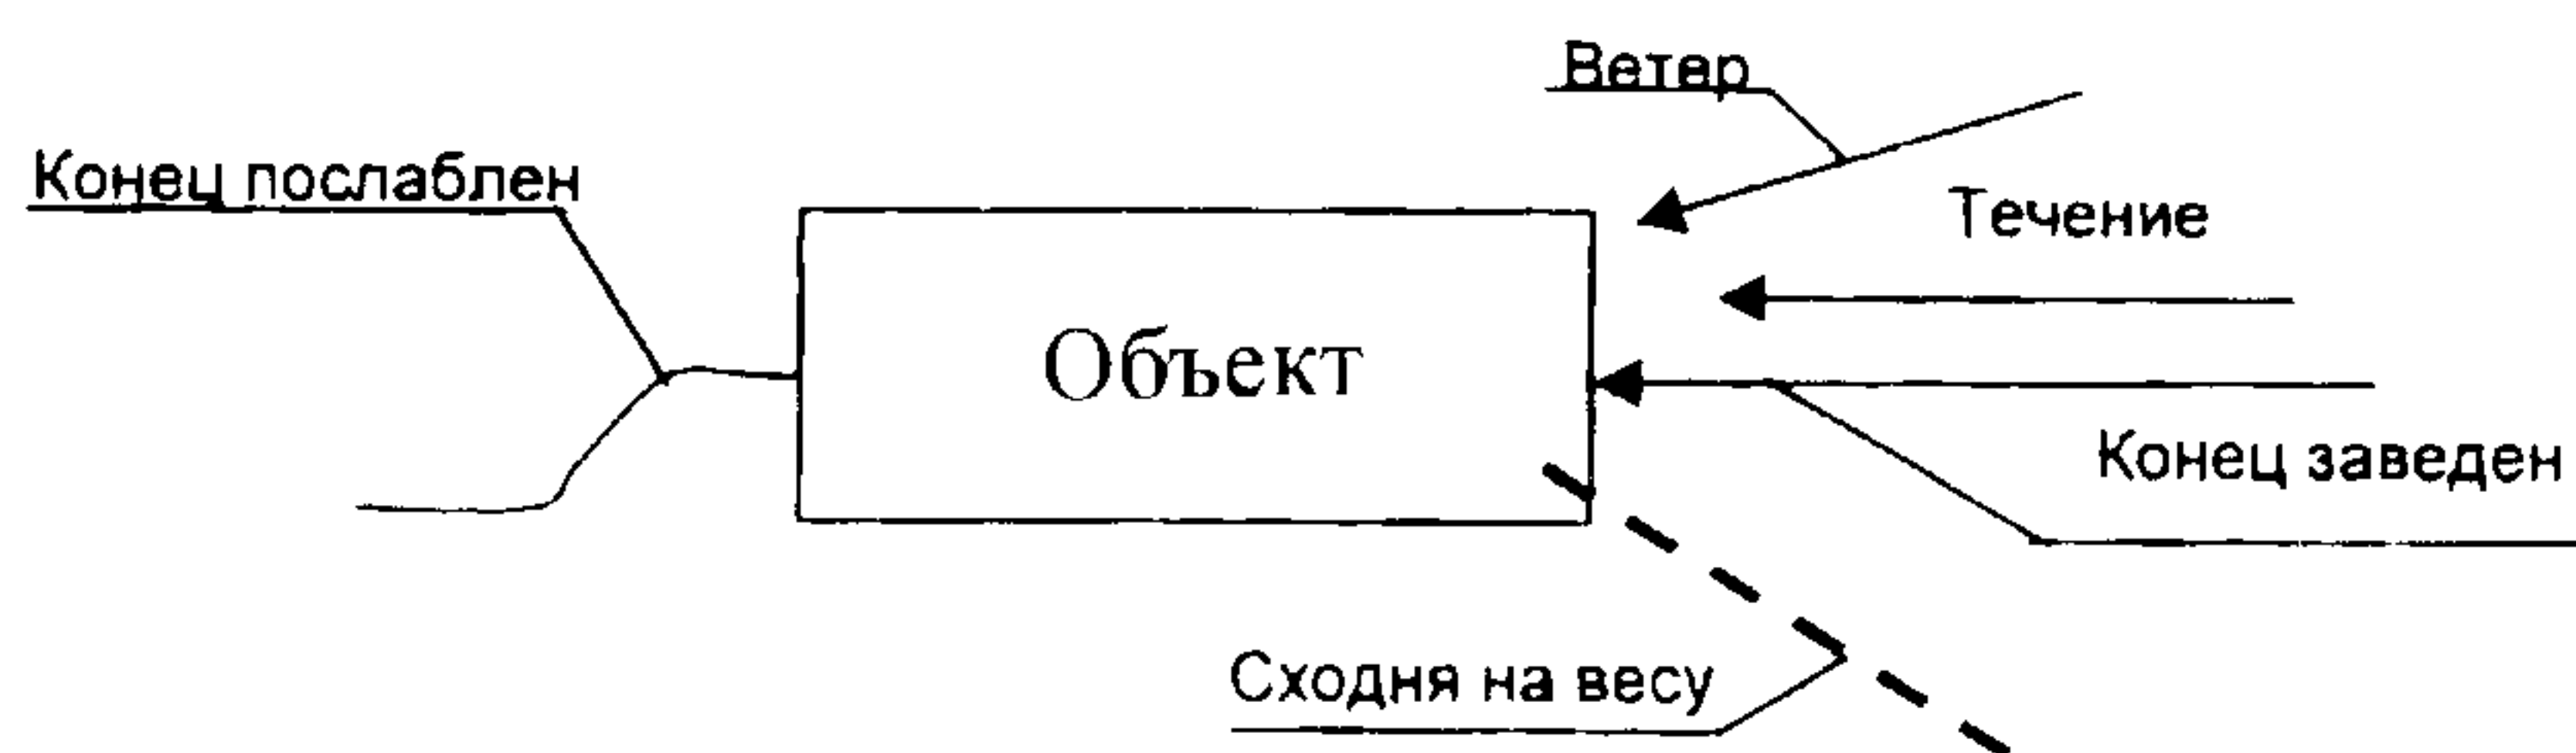 Ветер
Конец послаблен
Течение
Объект
Конец заведен
Сходня на весу